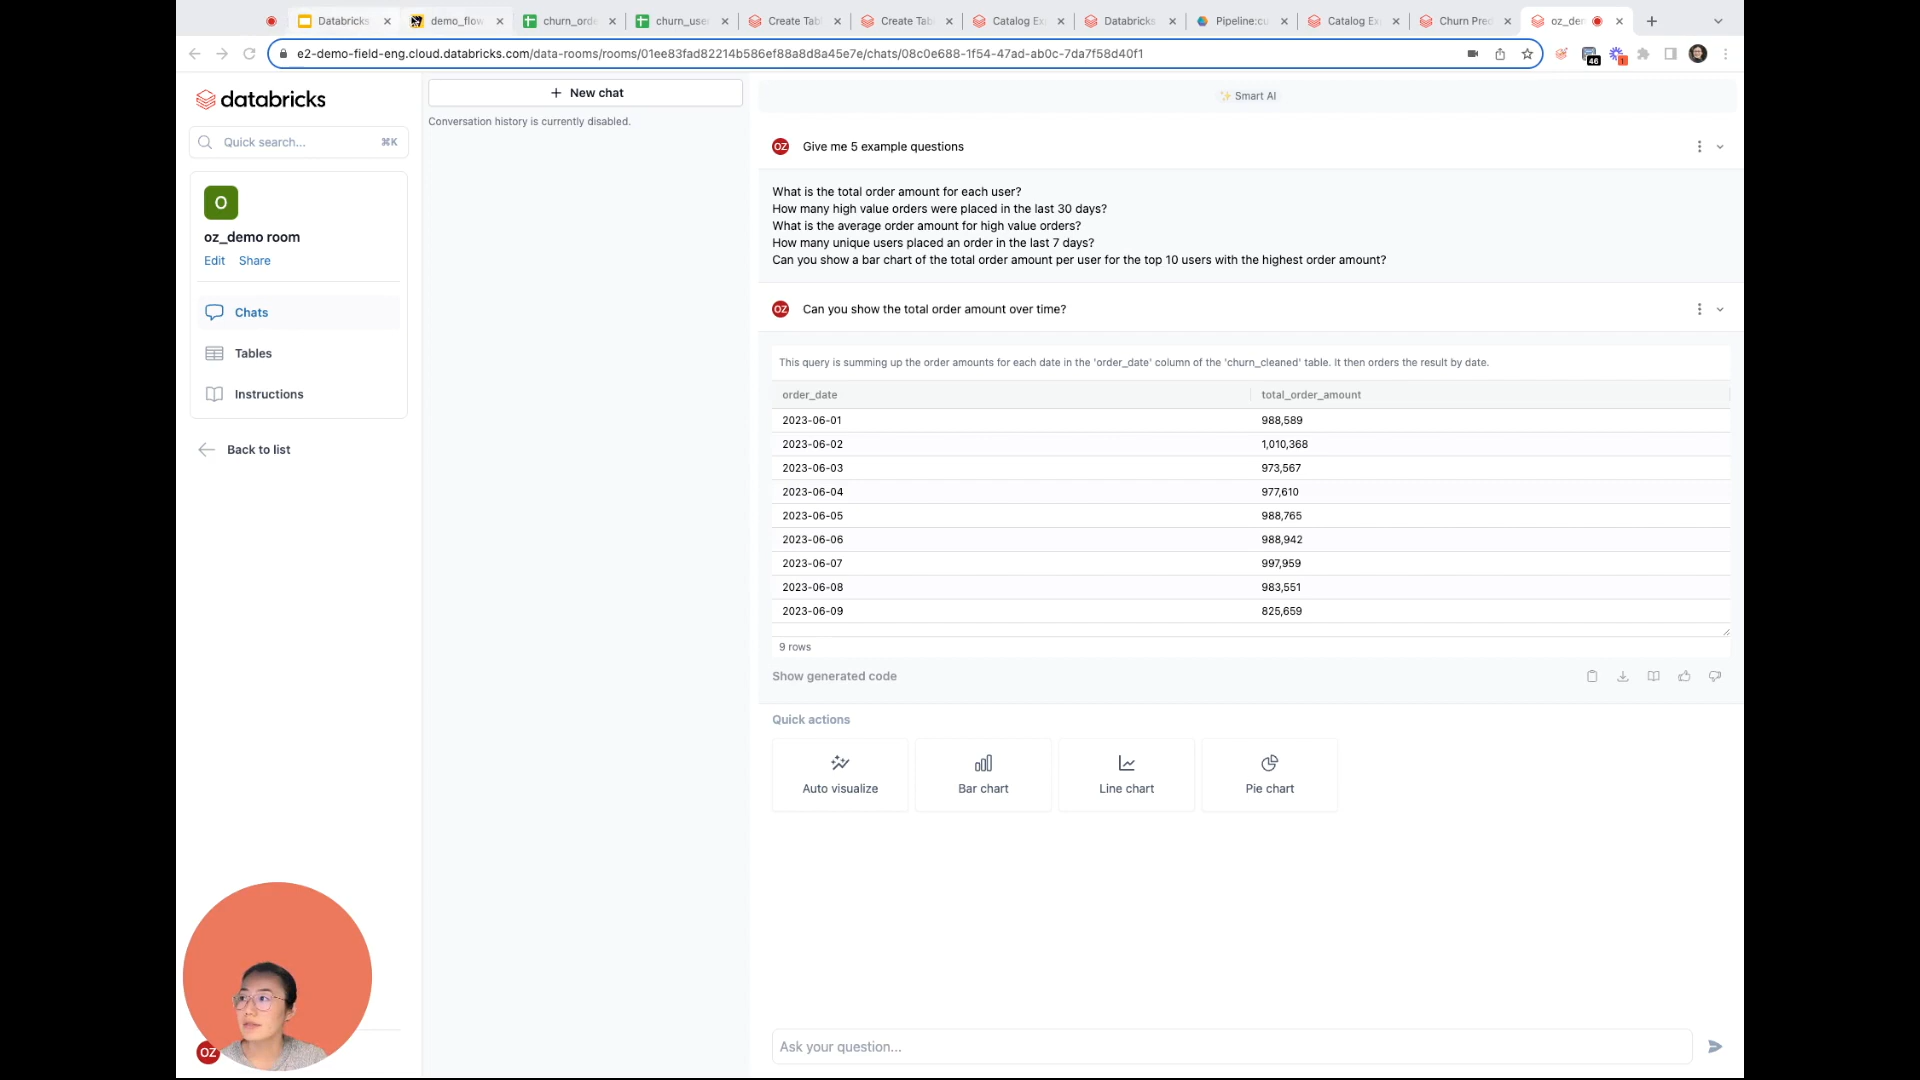 Databricks
demo_flow
churn_orde
churn_use
Create Tab
Create Tab
Catalog Ex
Databricks
Pipeline:cu
Catalog Ex
Churn Pred
oz_den
e2-demo-field-eng.cloud.databricks.com/data-rooms/rooms/01ee83fad82214b586ef88a8d8a45e7e/chats/08c0e688-1f54-47ad-ab0c-7da7f58d40f1
46
1
databricks
Quick search...
⌘K
O
oz_demo room
Edit Share
Chats
Tables
Instructions
Back to list
OZ
+ New chat
Conversation history is currently disabled.
✨ Smart AI
OZ Give me 5 example questions
What is the total order amount for each user?
How many high value orders were placed in the last 30 days?
What is the average order amount for high value orders?
How many unique users placed an order in the last 7 days?
Can you show a bar chart of the total order amount per user for the top 10 users with the highest order amount?
OZ Can you show the total order amount over time?
This query is summing up the order amounts for each date in the 'order_date' column of the 'churn_cleaned' table. It then orders the result by date.
order_date total_order_amount
2023-06-01 988,589
2023-06-02 1,010,368
2023-06-03 973,567
2023-06-04 977,610
2023-06-05 988,765
2023-06-06 988,942
2023-06-07 997,959
2023-06-08 983,551
2023-06-09 825,659
9 rows
Show generated code
Quick actions
Auto visualize
Bar chart
Line chart
Pie chart
Ask your question...